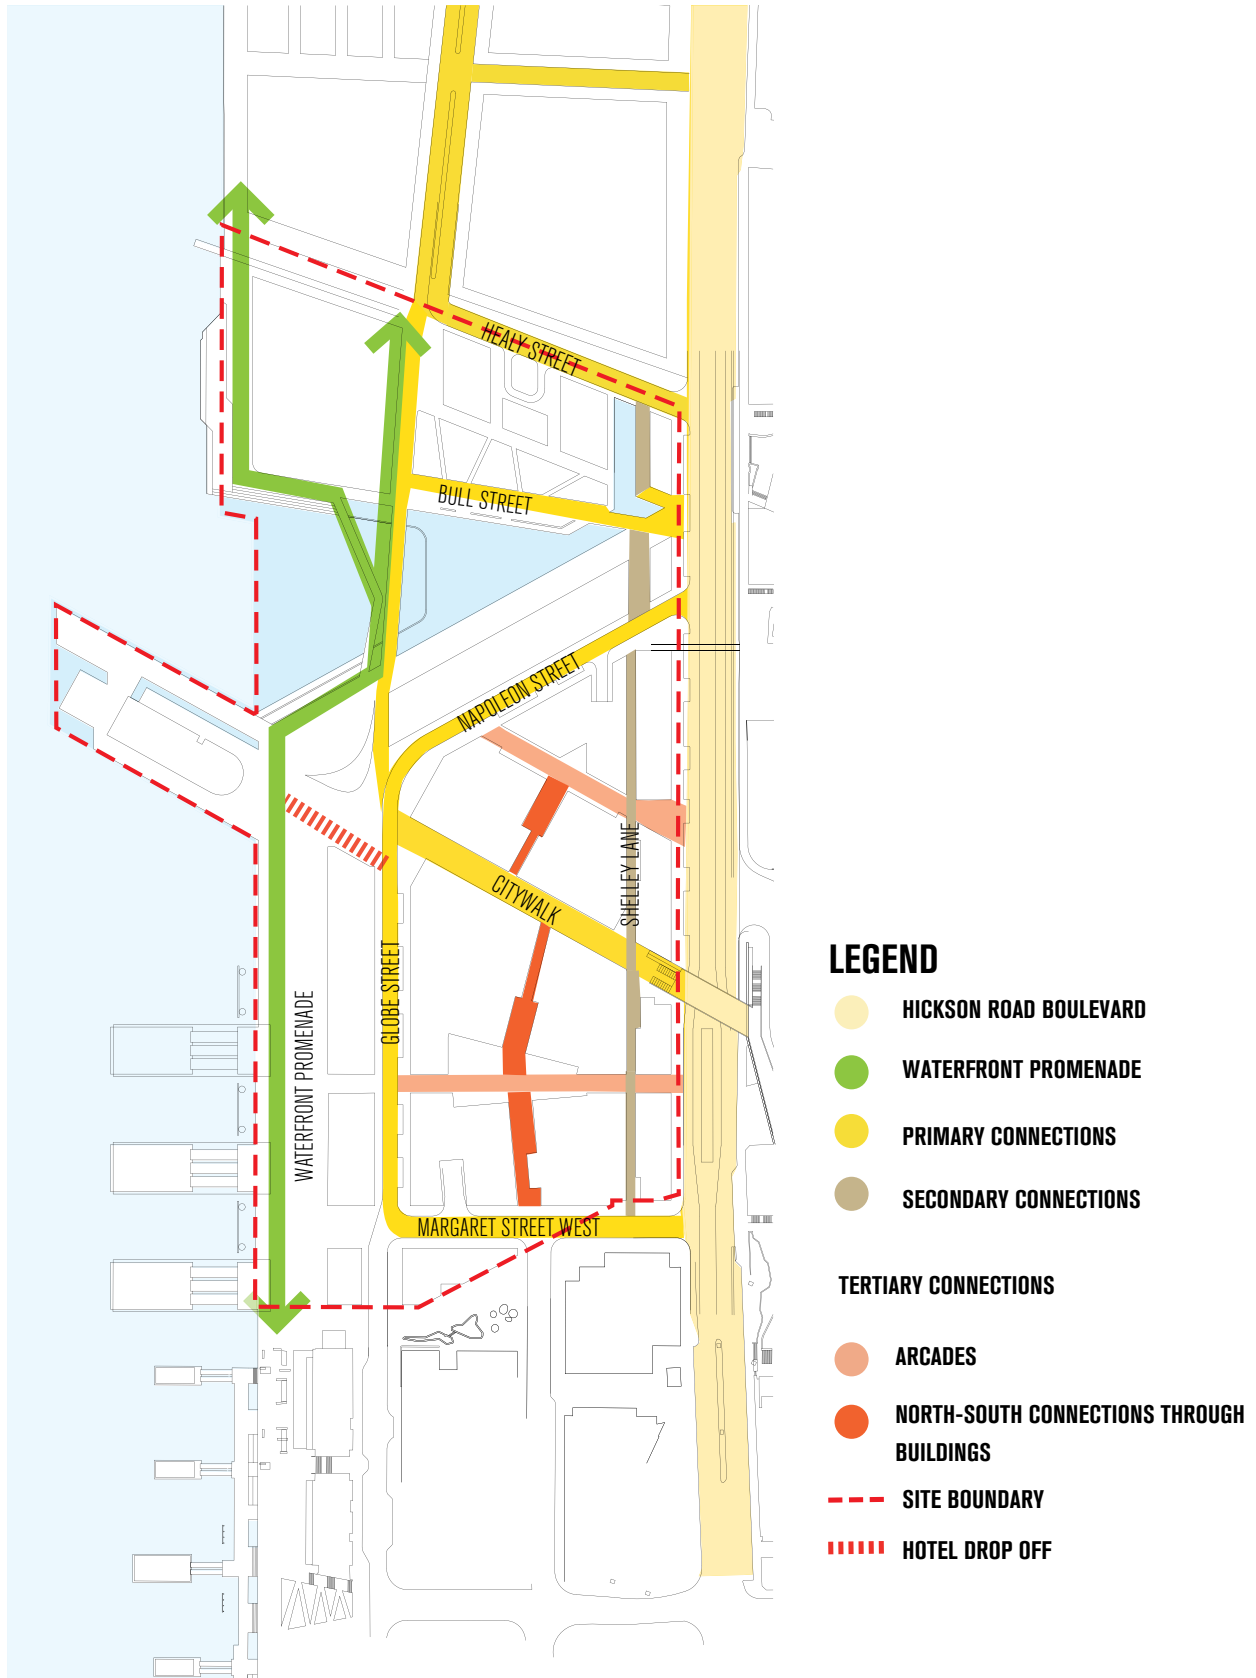 HEALY STREET
BULL STREET
NAPOLEON STREET
CITYWALK
SHELLEY LANE
GLOBE STREET
WATERFRONT PROMENADE
MARGARET STREET WEST
LEGEND
HICKSON ROAD BOULEVARD
WATERFRONT PROMENADE
PRIMARY CONNECTIONS
SECONDARY CONNECTIONS
TERTIARY CONNECTIONS
ARCADES
NORTH-SOUTH CONNECTIONS THROUGH
BUILDINGS
SITE BOUNDARY
HOTEL DROP OFF